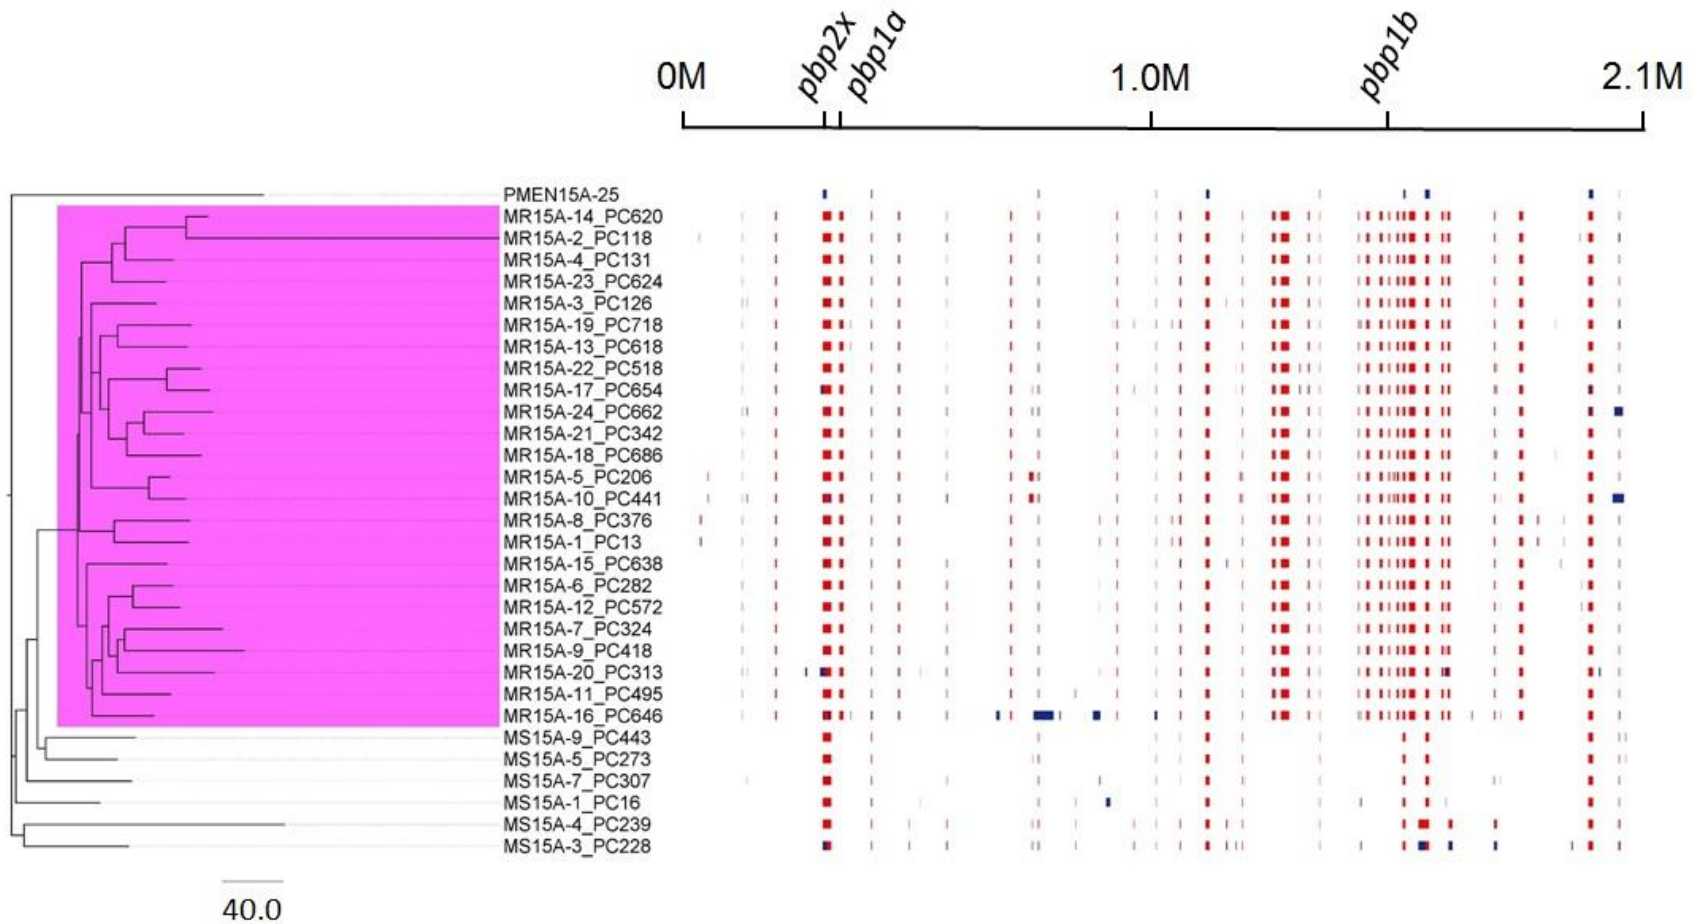 pbp2x
pbp1a
pbp1b
0M
1.0M
2.1M
PMEN15A-25
MR15A-14_PC620
MR15A-2_PC118
MR15A-4_PC131
MR15A-23_PC624
MR15A-3_PC126
MR15A-19_PC718
MR15A-13_PC618
MR15A-22_PC518
MR15A-17_PC654
MR15A-24_PC662
MR15A-21_PC342
MR15A-18_PC686
MR15A-5_PC206
MR15A-10_PC441
MR15A-8_PC376
MR15A-1_PC13
MR15A-15_PC638
MR15A-6_PC282
MR15A-12_PC572
MR15A-7_PC324
MR15A-9_PC418
MR15A-20_PC313
MR15A-11_PC495
MR15A-16_PC646
MS15A-9_PC443
MS15A-5_PC273
MS15A-7_PC307
MS15A-1_PC16
MS15A-4_PC239
MS15A-3_PC228
40.0